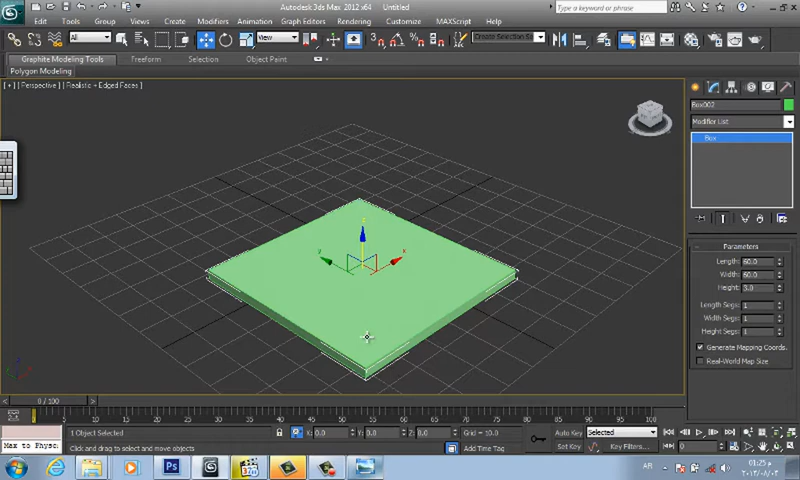 Autodesk 3ds Max 2012 x64 Untitled
Type a keyword or phrase
Edit Tools Group Views Create Modifiers Animation Graph Editors Rendering Customize MAXScript Help
All View Create Selection Se
Graphite Modeling Tools Freeform Selection Object Paint
Polygon Modeling
[ + ] Perspective ] Realistic + Edged Faces ]
Box002
Modifier List
Box
Parameters
Length: 60.0
Width: 60.0
Height: 3.0
Length Segs: 1
Width Segs: 1
Height Segs: 1
Generate Mapping Coords.
Real-World Map Size
z
y x
0 / 100
0 5 10 15 20 25 30 35 40 45 50 55 60 65 70 75 80 85 90 95 100
1 Object Selected X: 0.0 Y: 0.0 Z: 0.0 Grid = 10.0 Auto Key Selected
Max to Physc Click and drag to select and move objects Add Time Tag Set Key Key Filters... 0
AR
01:25 م
٢٠١٢/٠٨/٠٢